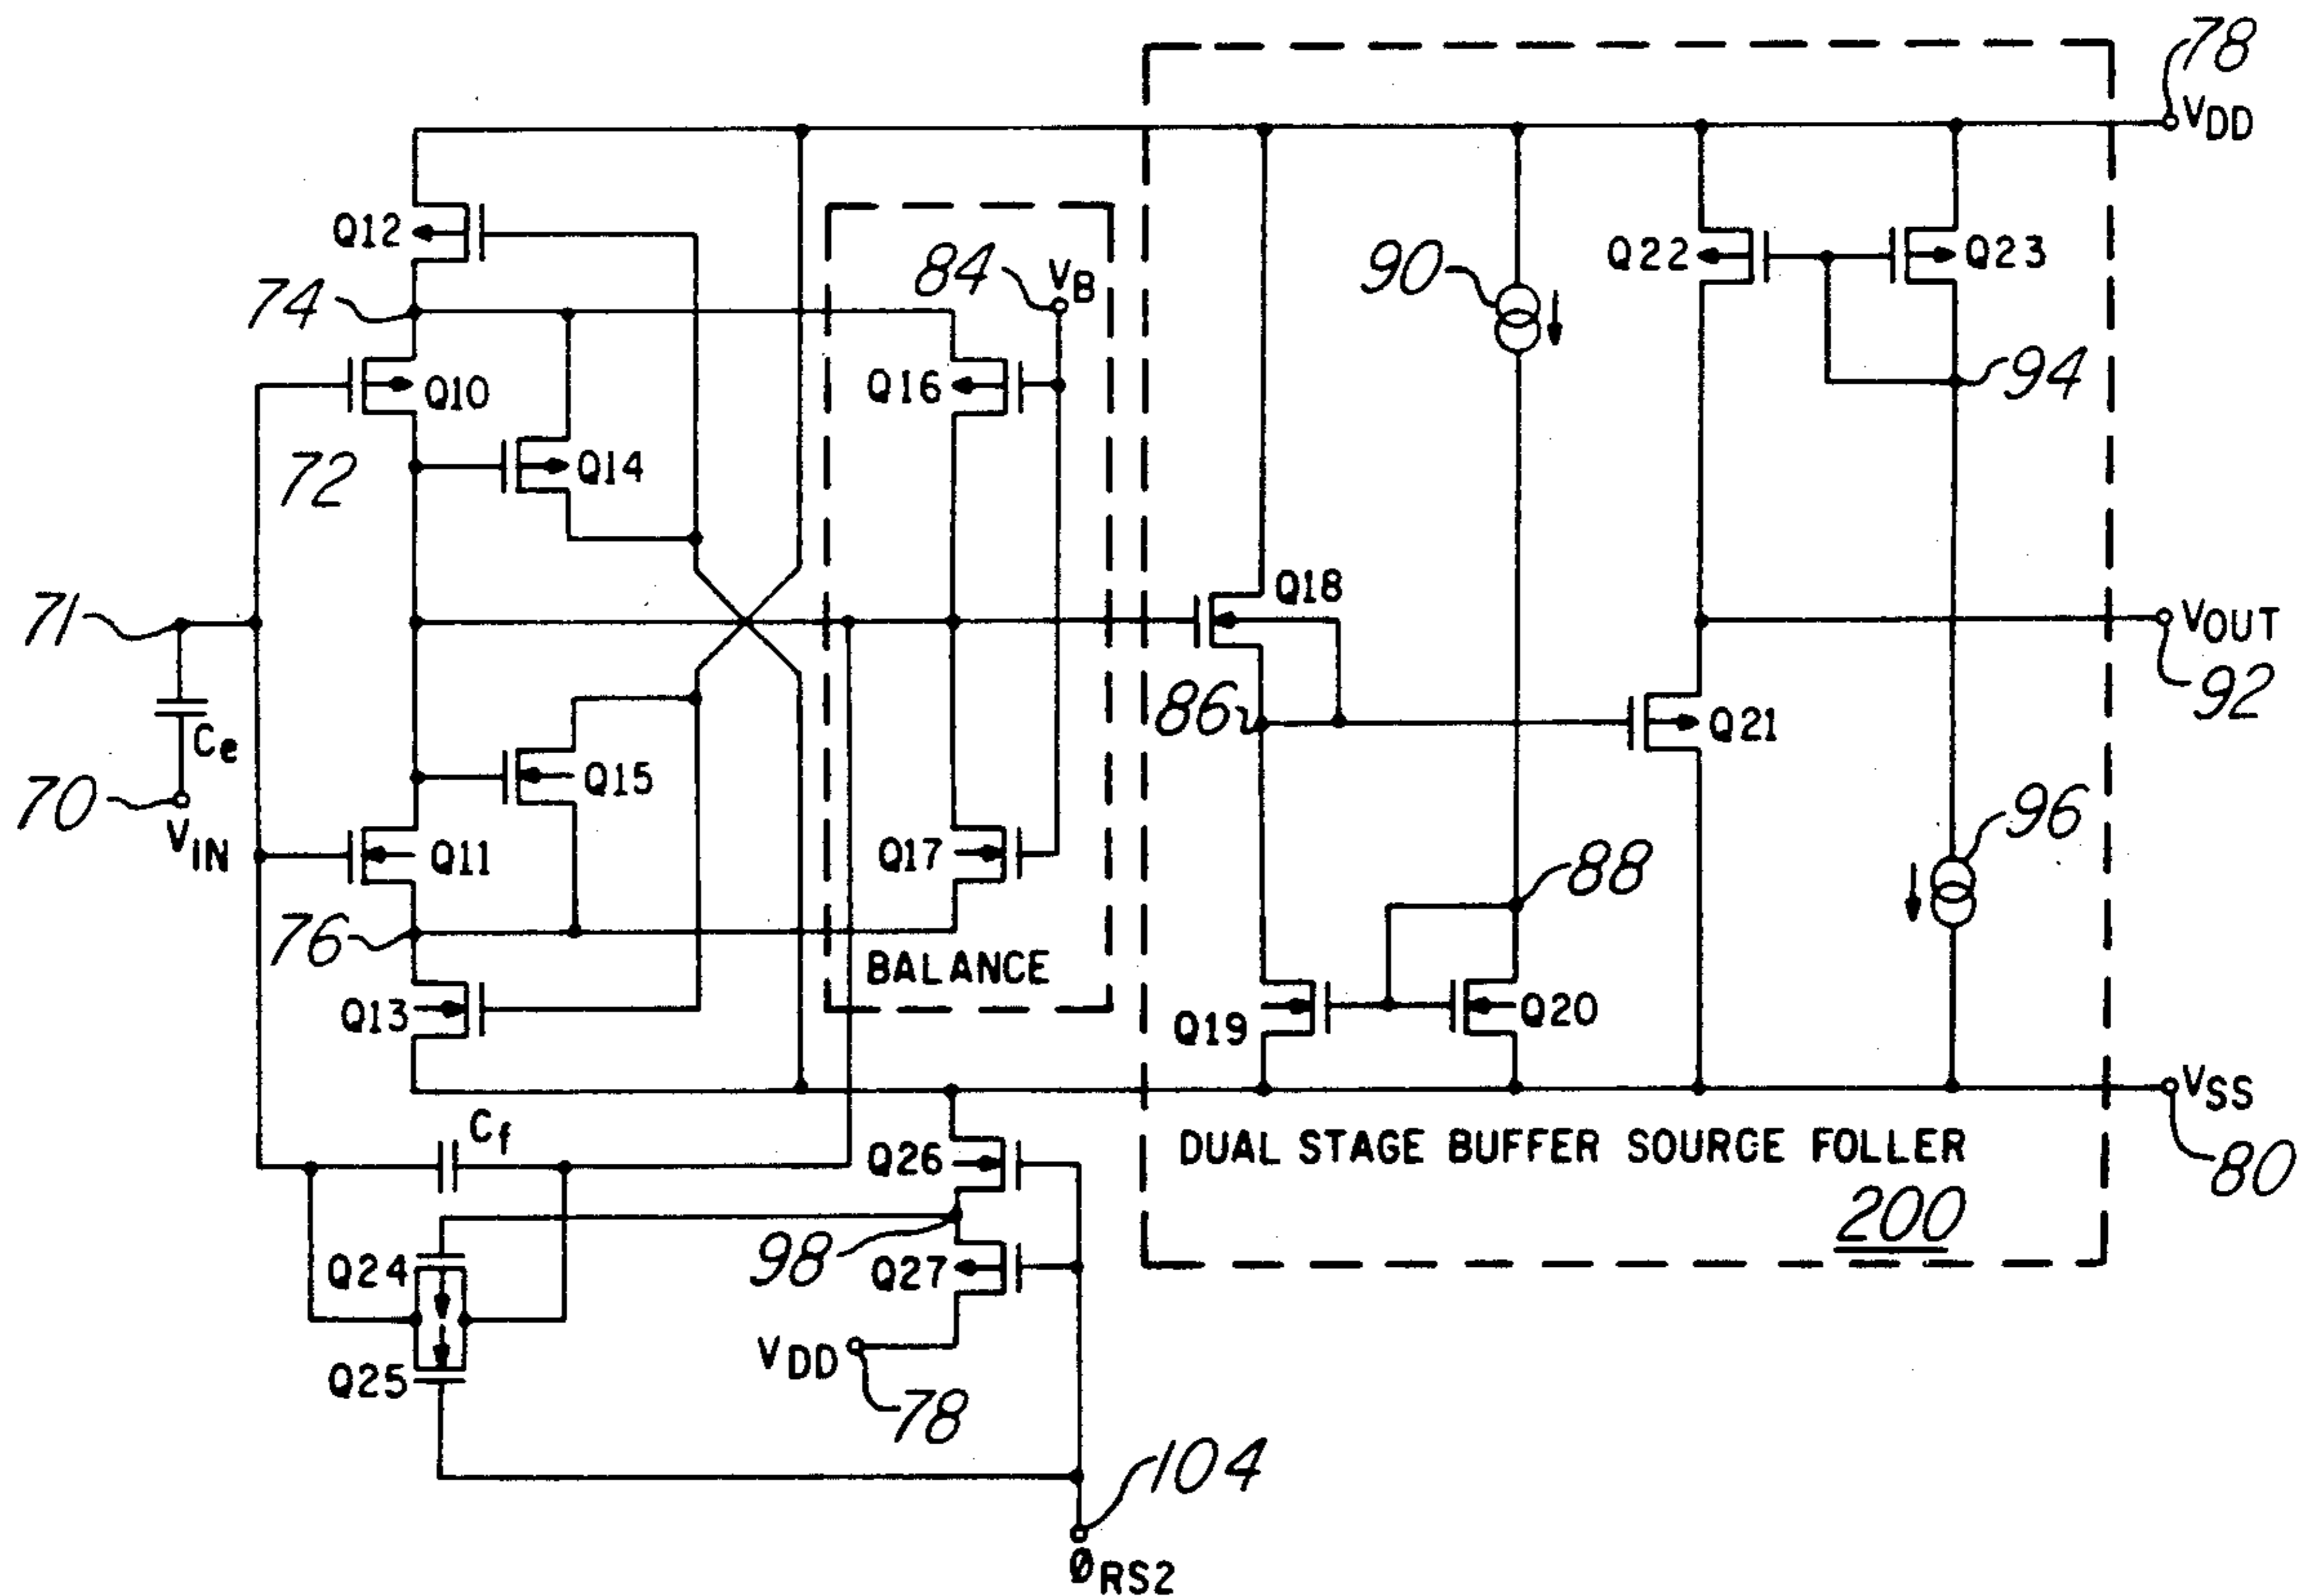 78
VDD
Q12
84
VB
90
Q22
Q23
74
Q10
Q16
94
72
Q14
Q18
71
VOUT
92
86
Q21
Ce
Q15
70
VIN
Q11
Q17
96
88
76
BALANCE
Q13
Q19
Q20
VSS
80
Cf
Q26
DUAL STAGE BUFFER SOURCE FOLLER
200
Q24
98
Q27
VDD
78
Q25
104
ØRS2